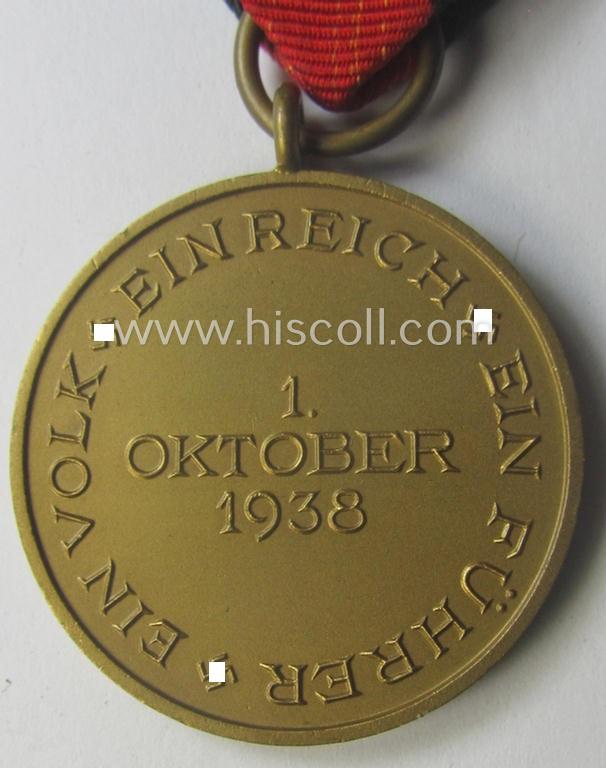 EIN VOLK EIN REICH EIN FÜHRER
1.
OKTOBER
1938
www.hiscoll.com